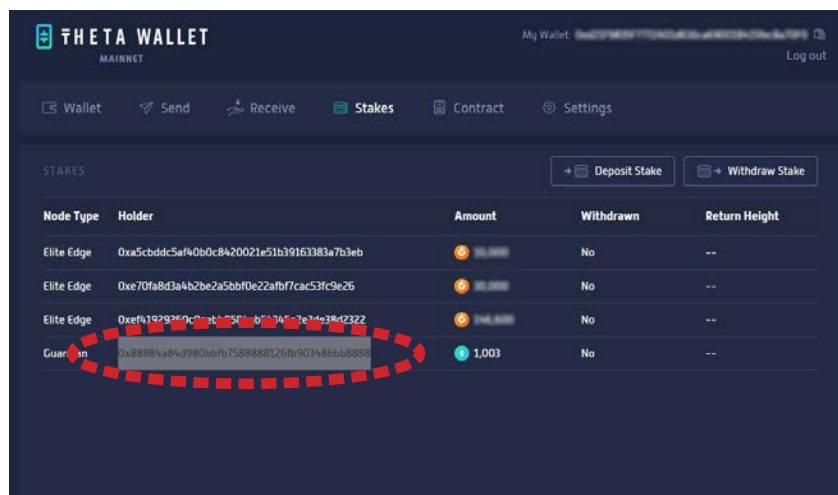 THETA WALLET
MAINNET
My Wallet:
Log out
Wallet Send Receive Stakes Contract Settings
STAKES
Deposit Stake Withdraw Stake
Node Type Holder Amount Withdrawn Return Height
Elite Edge 0xa5cbddc5af40b0c8420021e51b39163383a7b3eb No --
Elite Edge 0xe70fa8d3a4b2be2a5bbf0e22afbf7cac53fc9e26 No --
Elite Edge No --
Guardian 0x88884a84d980bbfb7588888126fb903486bb8888 1,003 No --